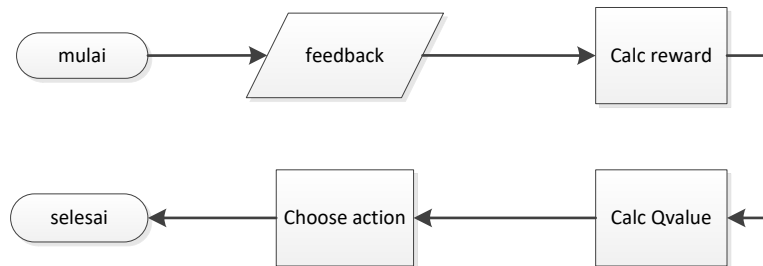 mulai
feedback
Calc reward
Calc Qvalue
Choose action
selesai